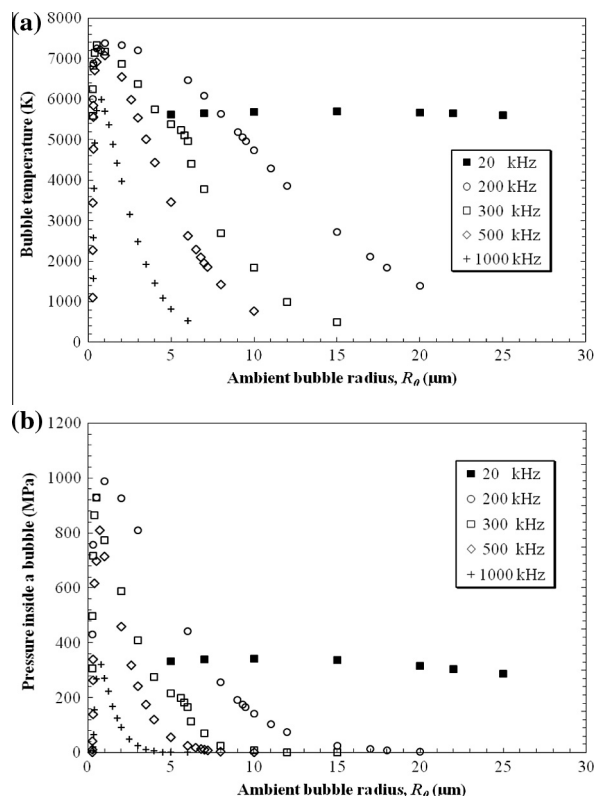 (a)
8000
7000
6000
5000
4000
3000
2000
1000
0
Bubble temperature (K)
20 kHz
200 kHz
300 kHz
500 kHz
1000 kHz
0 5 10 15 20 25 30
Ambient bubble radius, R0 (μm)
(b)
1200
1000
800
600
400
200
0
Pressure inside a bubble (MPa)
20 kHz
200 kHz
300 kHz
500 kHz
1000 kHz
0 5 10 15 20 25 30
Ambient bubble radius, R0 (μm)